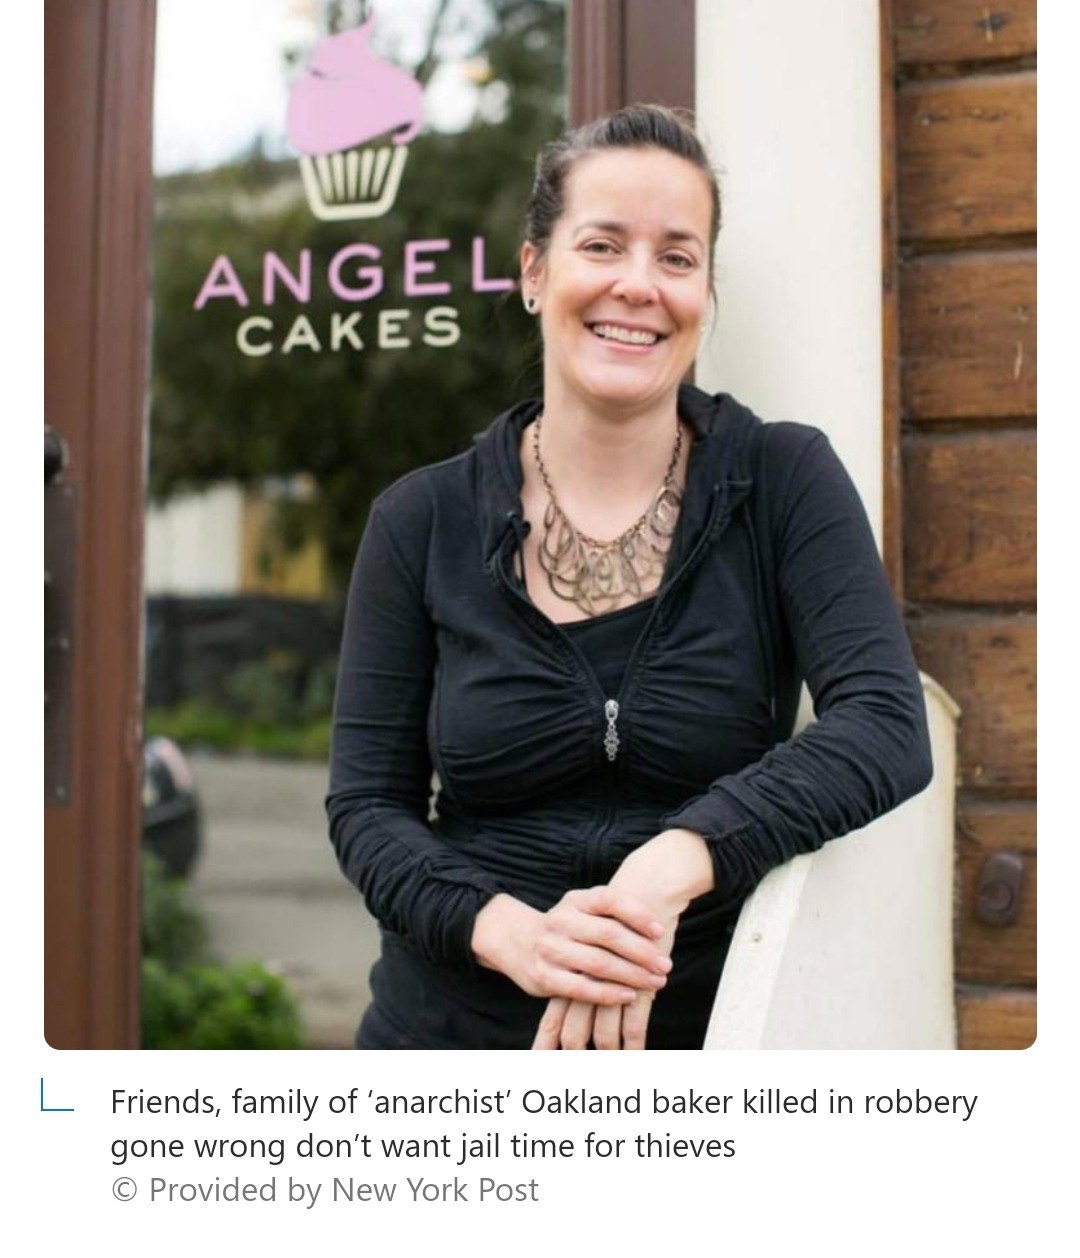 ANGEL
CAKES
Friends, family of ‘anarchist’ Oakland baker killed in robbery
gone wrong don’t want jail time for thieves
© Provided by New York Post